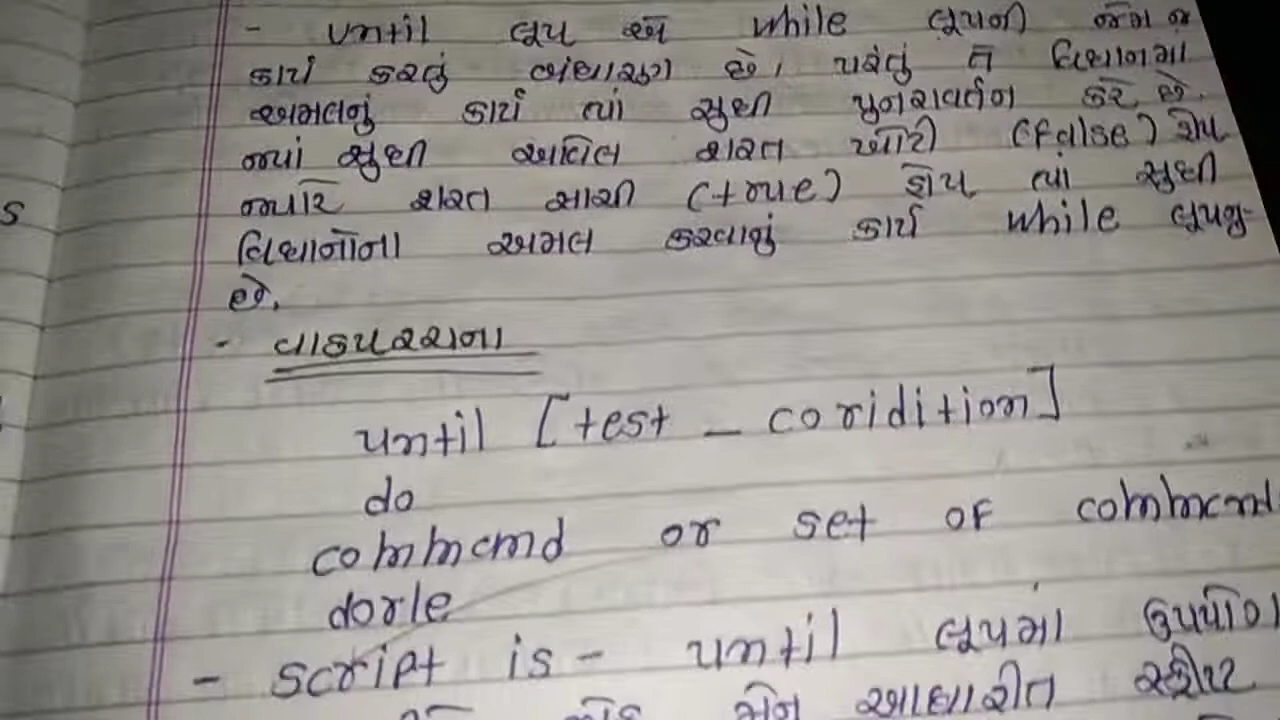 - until લૂપ એ while લૂપની જેમ જ
કાર્ય કરતું બંધારણ છે. પરંતુ તે વિધાનમા
અમલનું કાર્ય ત્યાં સુધી પુનરાવર્તન કરે છે.
જ્યાં સુધી આવેલ શરત ખોટી (false) હોય
જ્યારે શરત સાચી (true) હોય ત્યાં સુધી
વિધાનોના અમલ કરવાનું કાર્ય while લૂપનુ
છે.
- વાક્યરચના
until [test _ condition]
do
command or set of command
done
- script is - until લૂપમાં ઉપયોગ
આધારીત સ્ક્રીપ્ટ
s